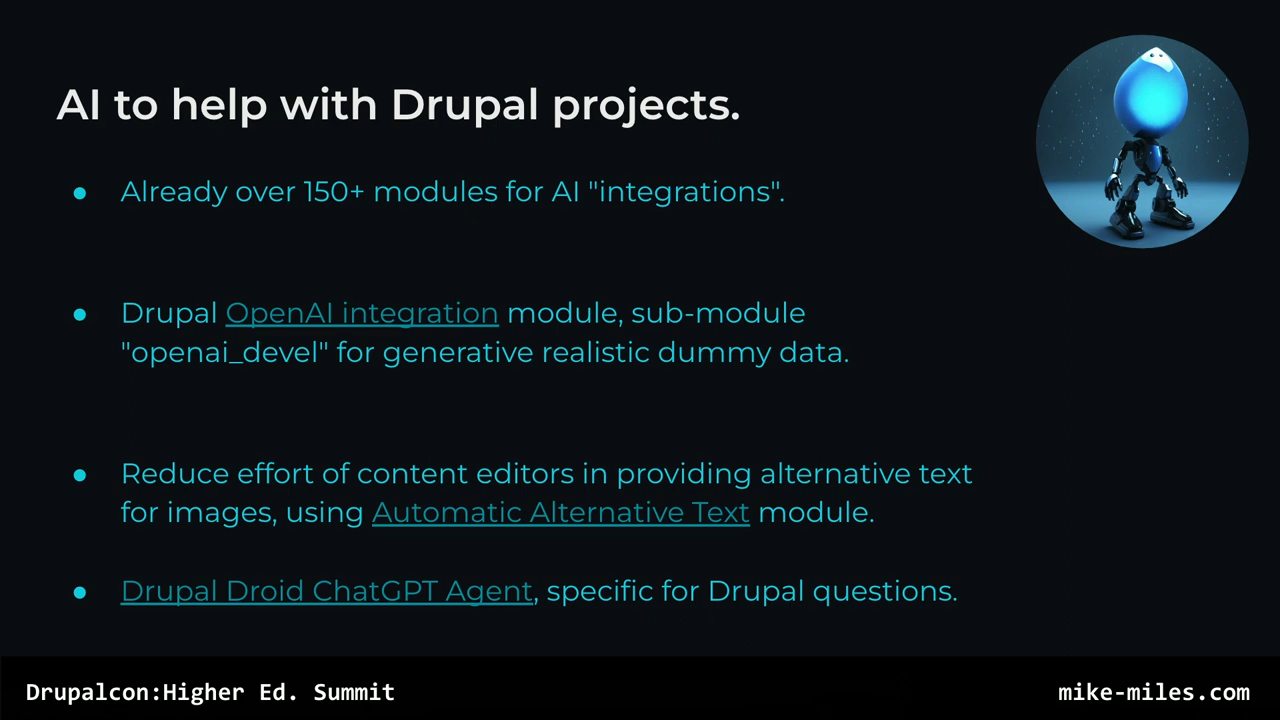 AI to help with Drupal projects.
● Already over 150+ modules for AI "integrations".
● Drupal OpenAI integration module, sub-module
"openai_devel" for generative realistic dummy data.
● Reduce effort of content editors in providing alternative text
for images, using Automatic Alternative Text module.
● Drupal Droid ChatGPT Agent, specific for Drupal questions.
Drupalcon:Higher Ed. Summit
mike-miles.com